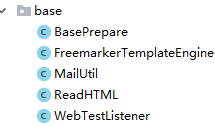 base
BasePrepare
FreemarkerTemplateEngine
MailUtil
ReadHTML
WebTestListener